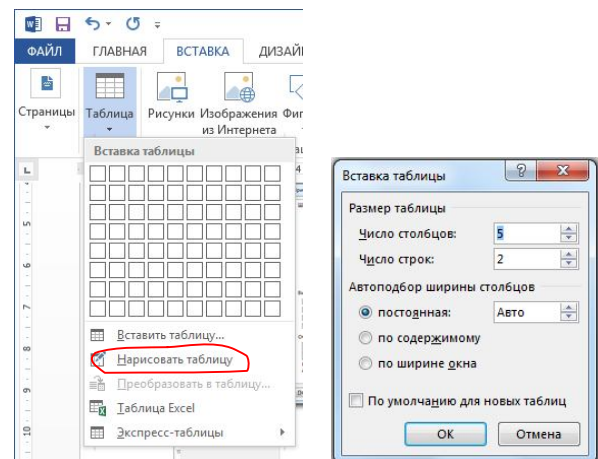 ФАЙЛ ГЛАВНАЯ ВСТАВКА
Страницы Таблица Рисунки Изображения
из Интернета
Вставка таблицы
Вставить таблицу...
Нарисовать таблицу
Преобразовать в таблицу...
Таблица Excel
Экспресс-таблицы
Вставка таблицы
Размер таблицы
Число столбцов: 5
Число строк: 2
Автоподбор ширины столбцов
постоянная: Авто
по содержимому
по ширине окна
По умолчанию для новых таблиц
ОК Отмена